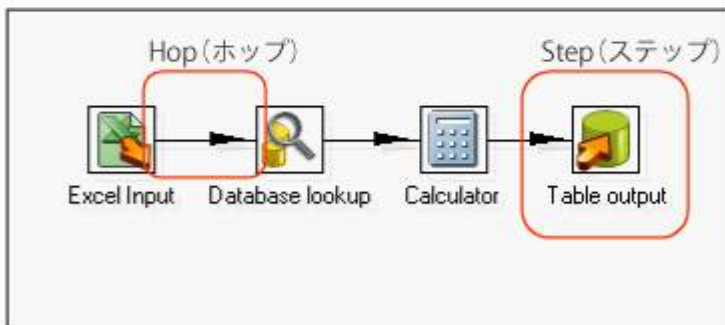 Hop(ホップ)
Step(ステップ)
Excel Input
Database lookup
Calculator
Table output